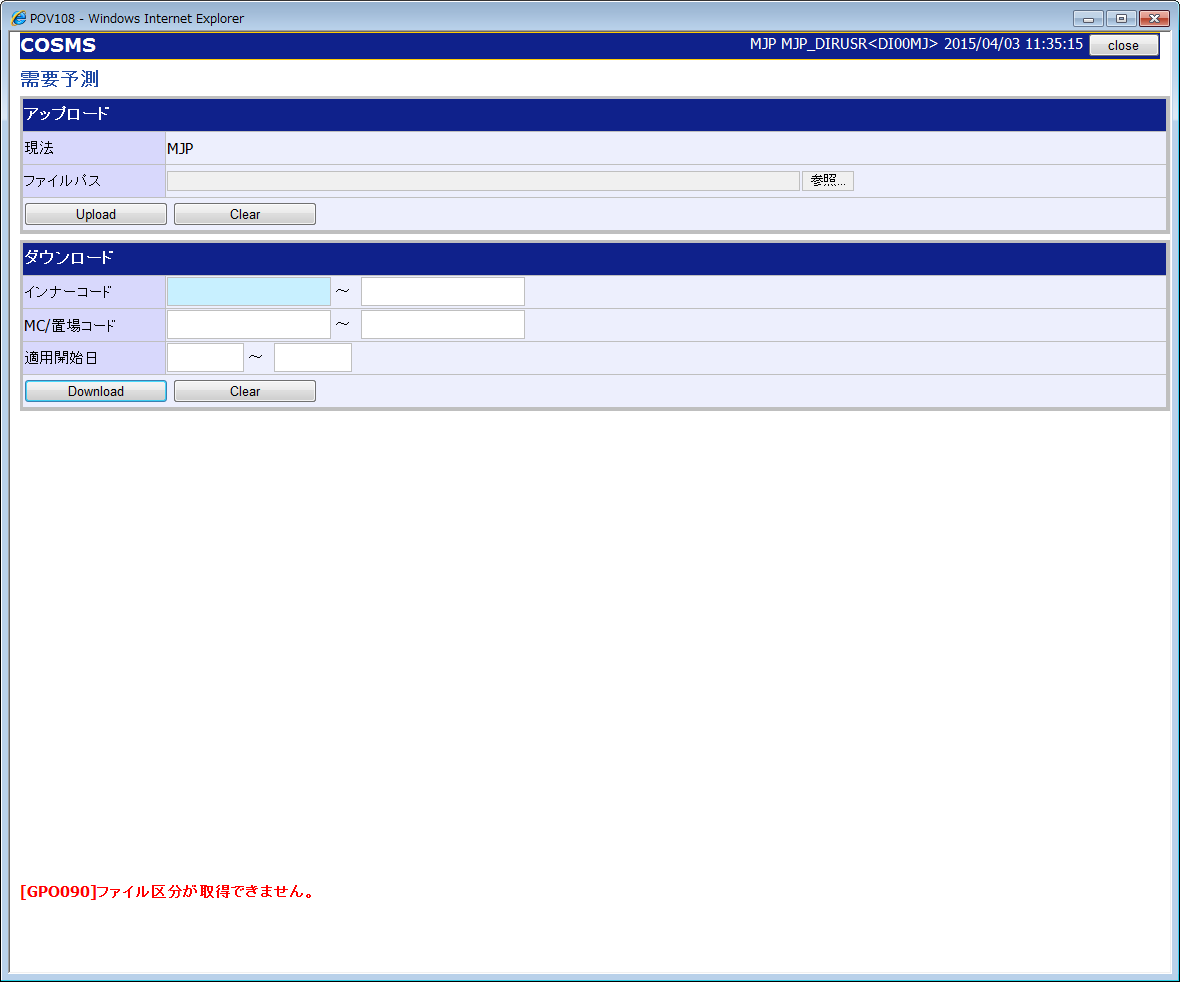 POV108 - Windows Internet Explorer
COSMS MJP MJP_DIRUSR<DI00MJ> 2015/04/03 11:35:15 close
需要予測
アップロード
現法 MJP
ファイルパス 参照...
Upload Clear
ダウンロード
インナーコード ～
MC/置場コード ～
適用開始日 ～
Download Clear
[GPO090]ファイル区分が取得できません。